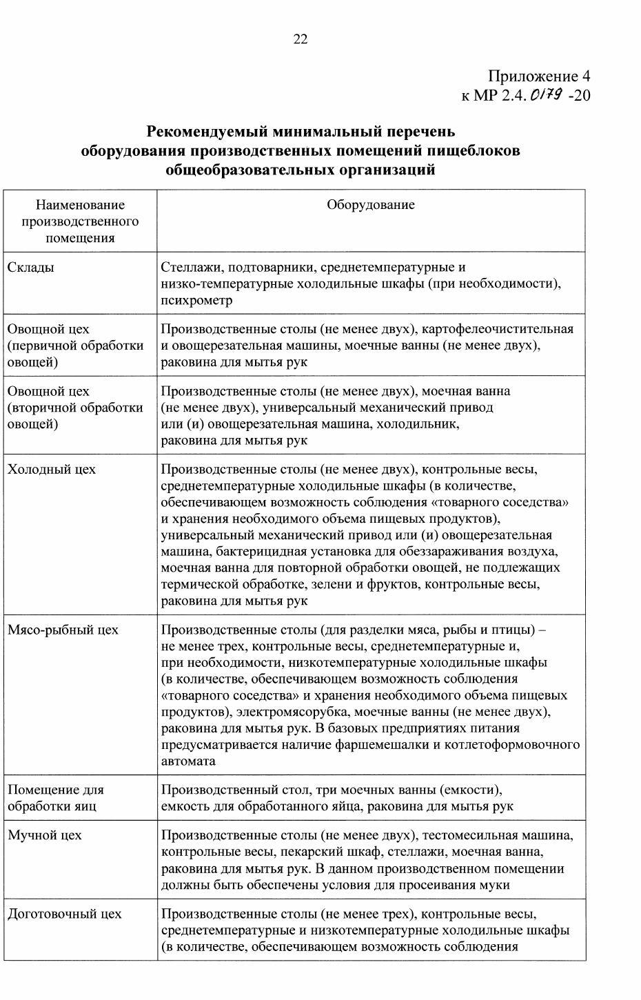 22
Приложение 4
к МР 2.4. 0179 -20
Рекомендуемый минимальный перечень
оборудования производственных помещений пищеблоков
общеобразовательных организаций
Наименование
производственного
помещения
Оборудование
Склады
Стеллажи, подтоварники, среднетемпературные и
низко-температурные холодильные шкафы (при необходимости),
психрометр
Овощной цех
(первичной обработки
овощей)
Производственные столы (не менее двух), картофелеочистительная
и овощерезательная машины, моечные ванны (не менее двух),
раковина для мытья рук
Овощной цех
(вторичной обработки
овощей)
Производственные столы (не менее двух), моечная ванна
(не менее двух), универсальный механический привод
или (и) овощерезательная машина, холодильник,
раковина для мытья рук
Холодный цех
Производственные столы (не менее двух), контрольные весы,
среднетемпературные холодильные шкафы (в количестве,
обеспечивающем возможность соблюдения «товарного соседства»
и хранения необходимого объема пищевых продуктов),
универсальный механический привод или (и) овощерезательная
машина, бактерицидная установка для обеззараживания воздуха,
моечная ванна для повторной обработки овощей, не подлежащих
термической обработке, зелени и фруктов, контрольные весы,
раковина для мытья рук
Мясо-рыбный цех
Производственные столы (для разделки мяса, рыбы и птицы) –
не менее трех, контрольные весы, среднетемпературные и,
при необходимости, низкотемпературные холодильные шкафы
(в количестве, обеспечивающем возможность соблюдения
«товарного соседства» и хранения необходимого объема пищевых
продуктов), электромясорубка, моечные ванны (не менее двух),
раковина для мытья рук. В базовых предприятиях питания
предусматривается наличие фаршемешалки и котлетоформовочного
автомата
Помещение для
обработки яиц
Производственный стол, три моечных ванны (емкости),
емкость для обработанного яйца, раковина для мытья рук
Мучной цех
Производственные столы (не менее двух), тестомесильная машина,
контрольные весы, пекарский шкаф, стеллажи, моечная ванна,
раковина для мытья рук. В данном производственном помещении
должны быть обеспечены условия для просеивания муки
Доготовочный цех
Производственные столы (не менее трех), контрольные весы,
среднетемпературные и низкотемпературные холодильные шкафы
(в количестве, обеспечивающем возможность соблюдения